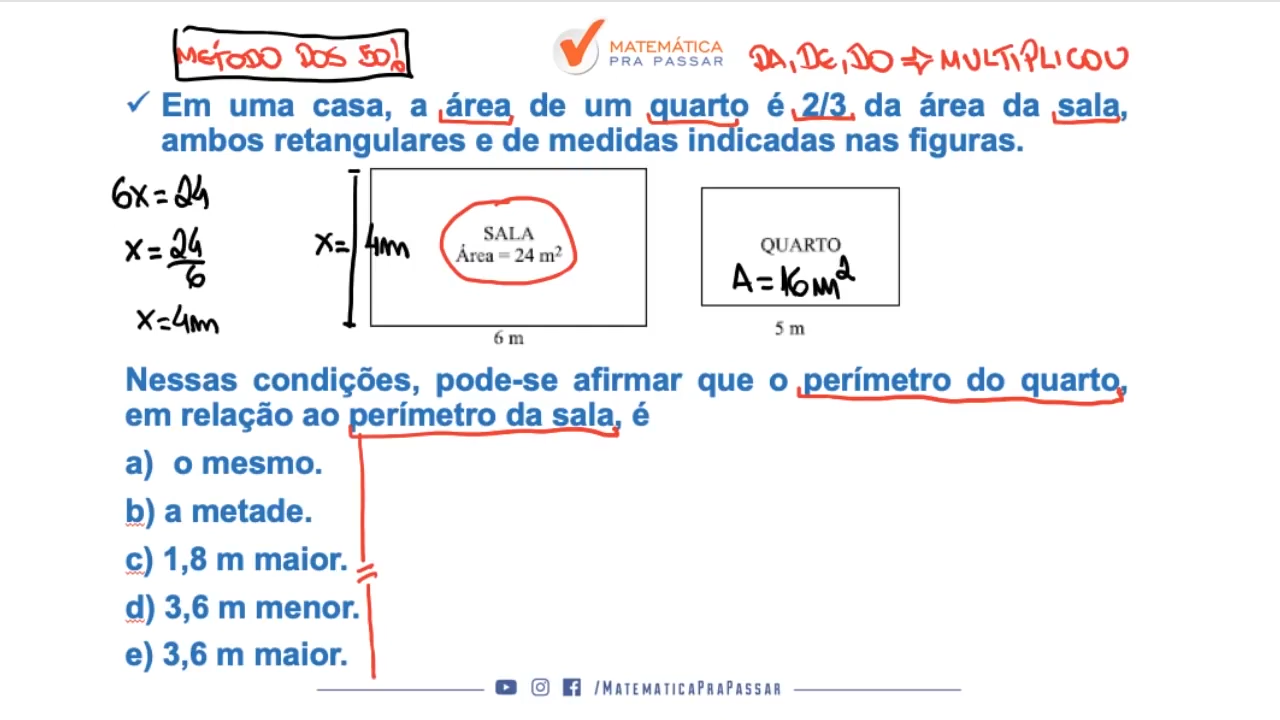 MÉTODO DOS 50!
MATEMÁTICA
PRA PASSAR
DA, DE, DO ⇒ MULTIPLICOU
✓ Em uma casa, a área de um quarto é 2/3 da área da sala,
ambos retangulares e de medidas indicadas nas figuras.
6x = 24
x = 24/6
x = 4m
x = 4m
SALA
Área = 24 m²
6 m
QUARTO
A = 16m²
5 m
Nessas condições, pode-se afirmar que o perímetro do quarto,
em relação ao perímetro da sala, é
a) o mesmo.
b) a metade.
c) 1,8 m maior.
d) 3,6 m menor.
e) 3,6 m maior.
/MATEMATICAPRAPASSAR